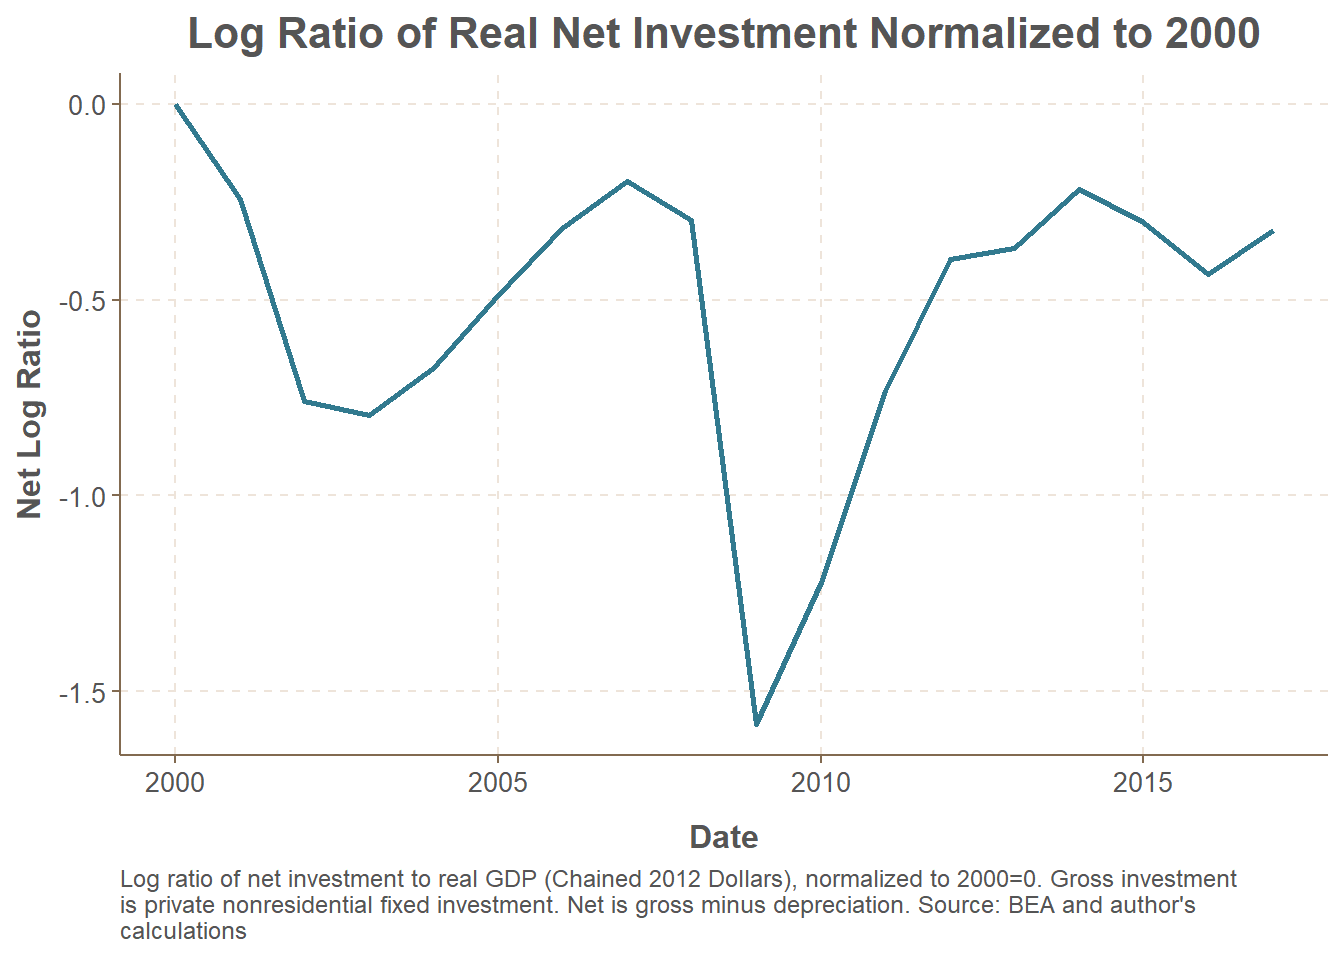 Log Ratio of Real Net Investment Normalized to 2000
Net Log Ratio
0.0
-0.5
-1.0
-1.5
2000
2005
2010
2015
Date
Log ratio of net investment to real GDP (Chained 2012 Dollars), normalized to 2000=0. Gross investment
is private nonresidential fixed investment. Net is gross minus depreciation. Source: BEA and author's
calculations